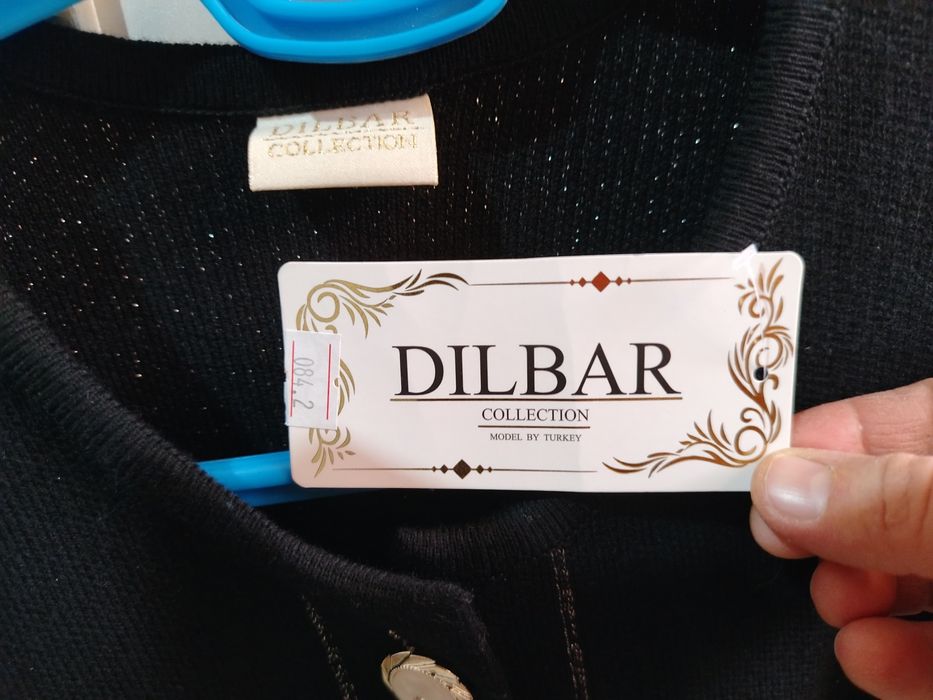 DILBAR
COLLECTION
DILBAR
COLLECTION
MODEL BY TURKEY
084.2